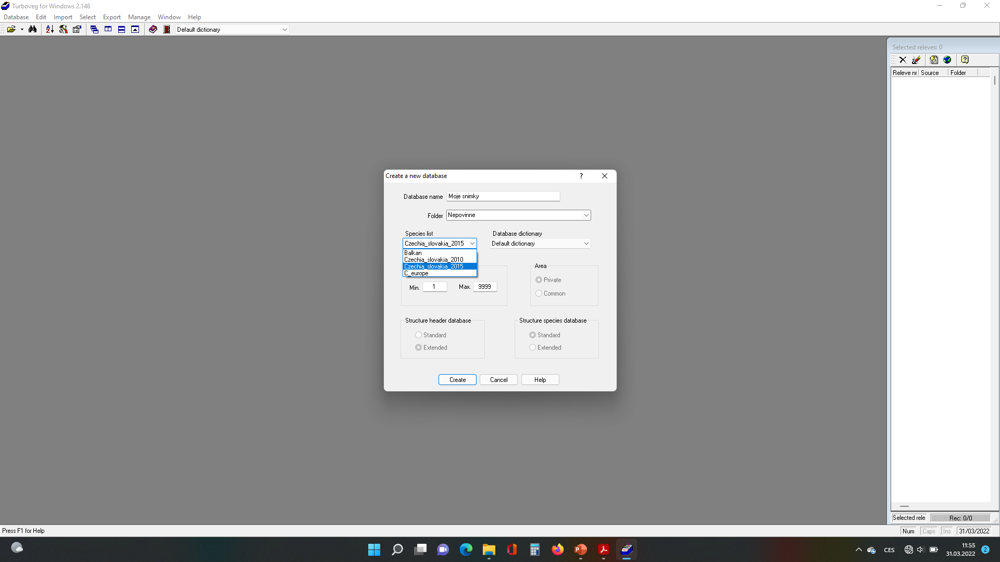 Turboveg for Windows 2.146
Database Edit Import Select Export Manage Window Help
Default dictionary
Selected releves: 0
Releve nr Source Folder
Create a new database
Database name Moje snimky
Folder Nepovinne
Species list Database dictionary
Czechia_slovakia_2015 Default dictionary
Balkan
Czechia_slovakia_2010
Czechia_slovakia_2015
C_europe
Area
Min. 1 Max. 9999
Private
Common
Structure header database Structure species database
Standard Standard
Extended Extended
Create Cancel Help
Selected rele Rec: 0/0
Press F1 for Help Num Caps Ins 31/03/2022
CES 11:55
31.03.2022 2